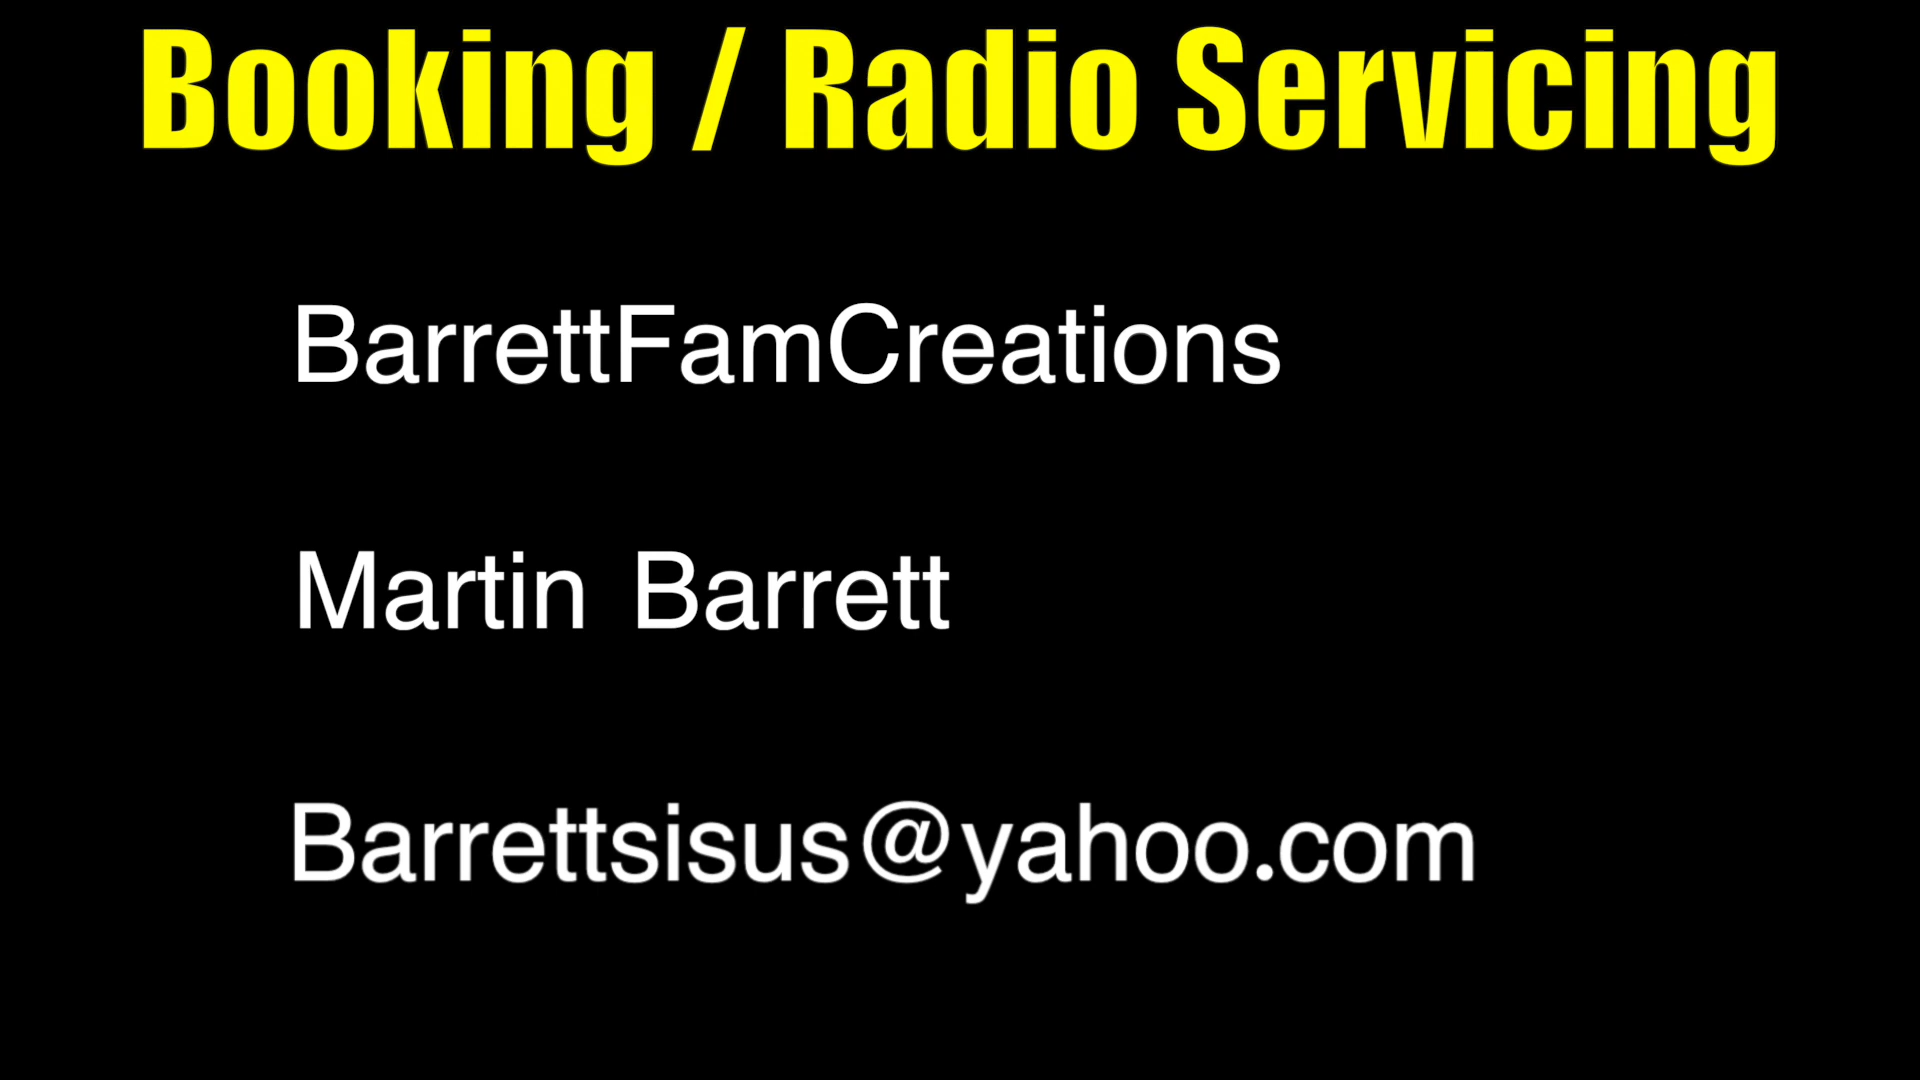 Booking / Radio Servicing
BarrettFamCreations
Martin Barrett
Barrettsisus@yahoo.com